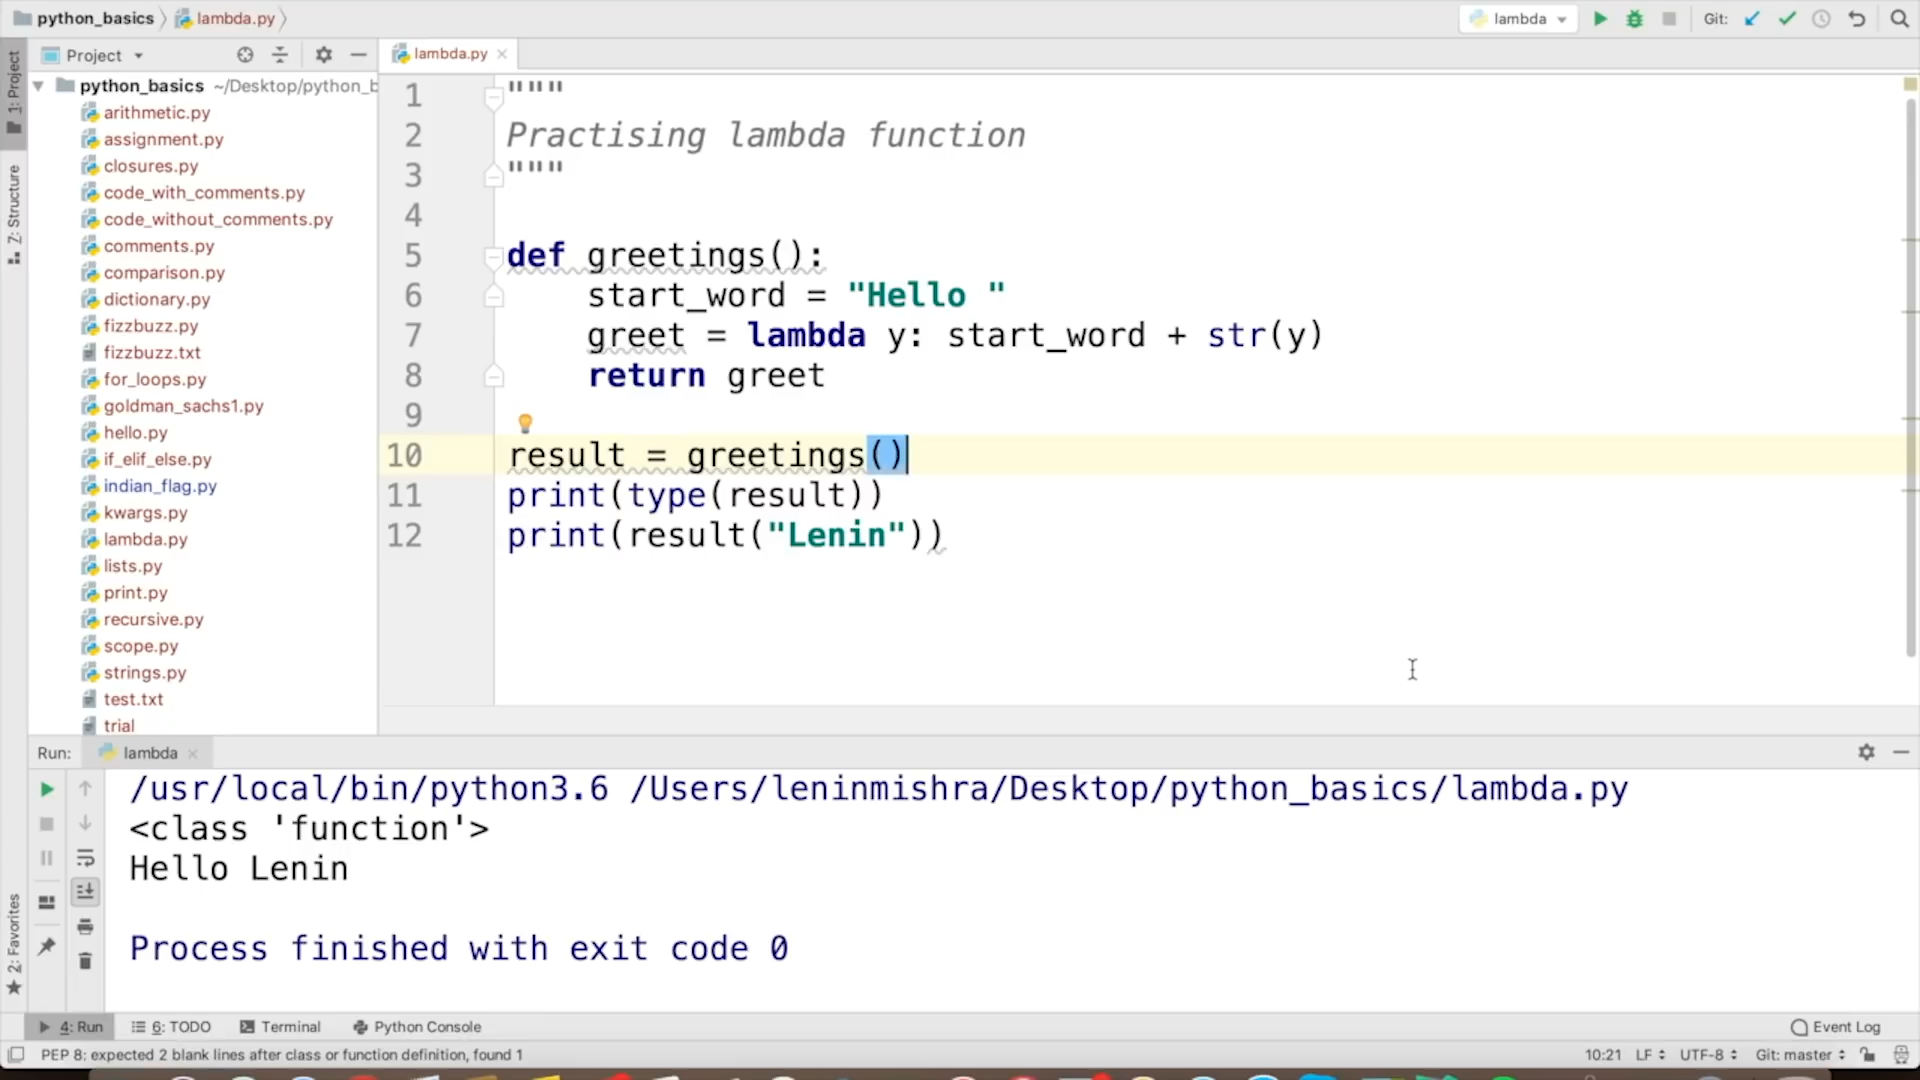 python_basics lambda.py lambda Git:
1: Project
Project
lambda.py
python_basics ~/Desktop/python_b
arithmetic.py
assignment.py
closures.py
code_with_comments.py
code_without_comments.py
comments.py
comparison.py
dictionary.py
fizzbuzz.py
fizzbuzz.txt
for_loops.py
goldman_sachs1.py
hello.py
if_elif_else.py
indian_flag.py
kwargs.py
lambda.py
lists.py
print.py
recursive.py
scope.py
strings.py
test.txt
trial
Z: Structure
2: Favorites
1 """
2 Practising lambda function
3 """
4
5 def greetings():
6 start_word = "Hello "
7 greet = lambda y: start_word + str(y)
8 return greet
9
10 result = greetings()
11 print(type(result))
12 print(result("Lenin"))
Run: lambda
/usr/local/bin/python3.6 /Users/leninmishra/Desktop/python_basics/lambda.py
<class 'function'>
Hello Lenin
Process finished with exit code 0
4: Run 6: TODO Terminal Python Console Event Log
PEP 8: expected 2 blank lines after class or function definition, found 1 10:21 LF UTF-8 Git: master